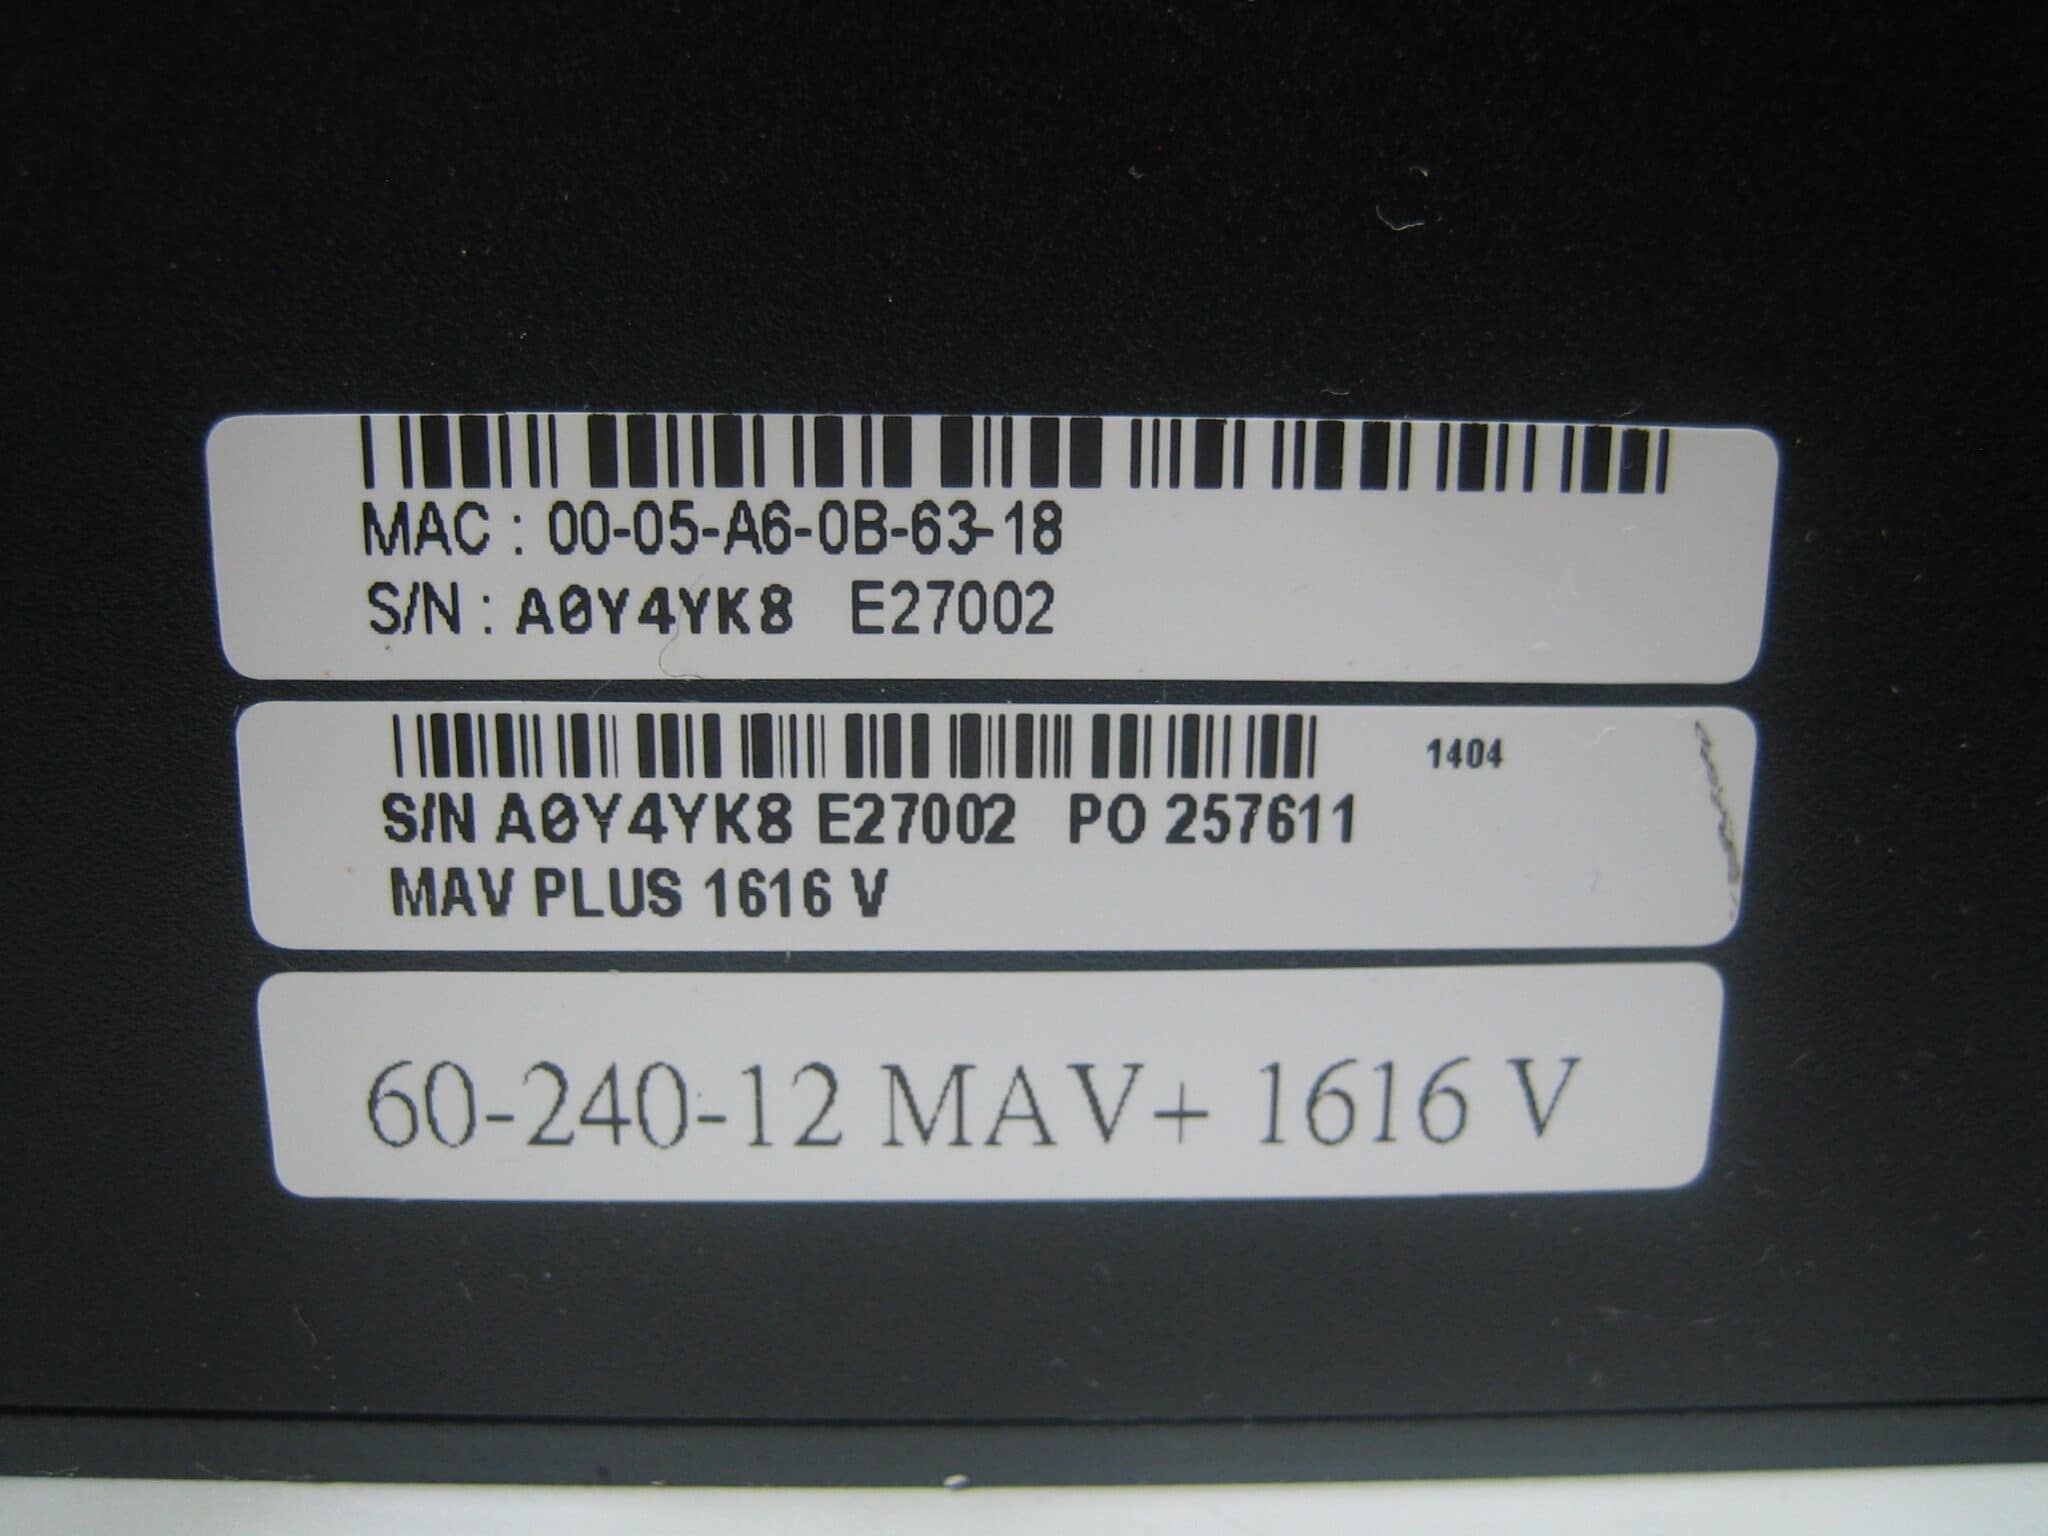 MAC : 00-05-A6-0B-63-18
S/N : A0Y4YK8 E27002
1404
S/N A0Y4YK8 E27002 PO 257611
MAV PLUS 1616 V
60-240-12 MAV+ 1616 V